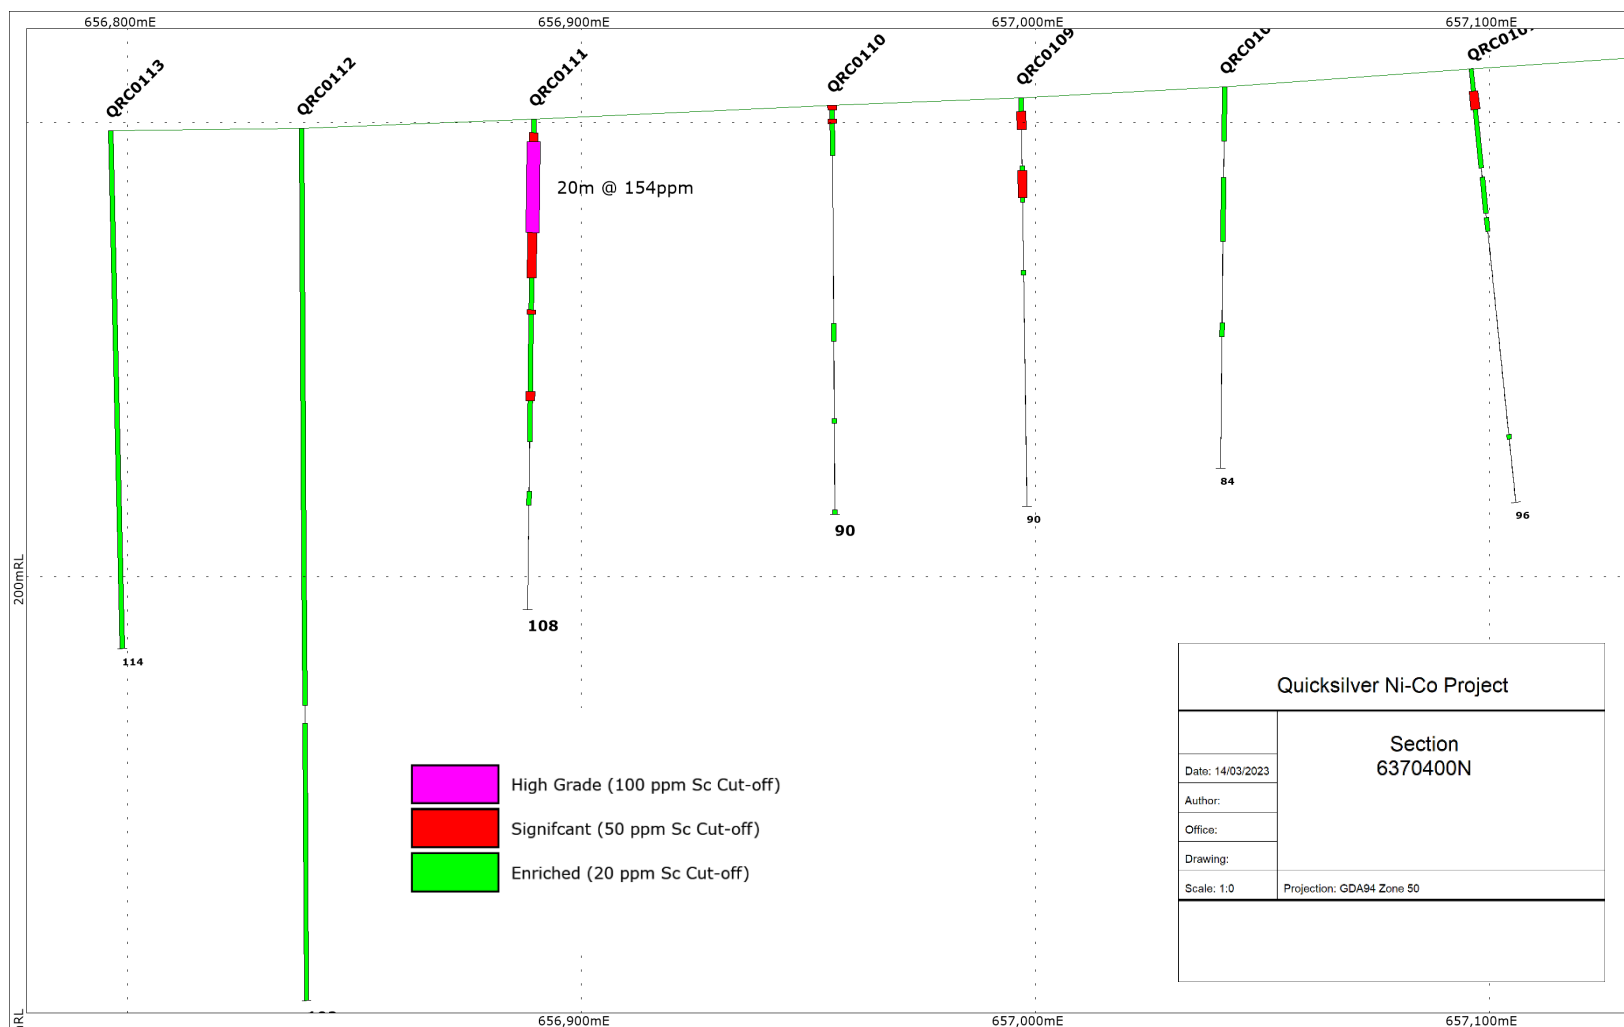 656,800mE
656,900mE
657,000mE
657,100mE
QRC0113
QRC0112
QRC0111
QRC0110
QRC0109
20m @ 154ppm
84
90
90
96
200mRL
108
114
Quicksilver Ni-Co Project
Section
6370400N
Date: 14/03/2023
Author:
Office:
Drawing:
Scale: 1:0
Projection: GDA94 Zone 50
High Grade (100 ppm Sc Cut-off)
Signifcant (50 ppm Sc Cut-off)
Enriched (20 ppm Sc Cut-off)
656,900mE
657,000mE
657,100mE